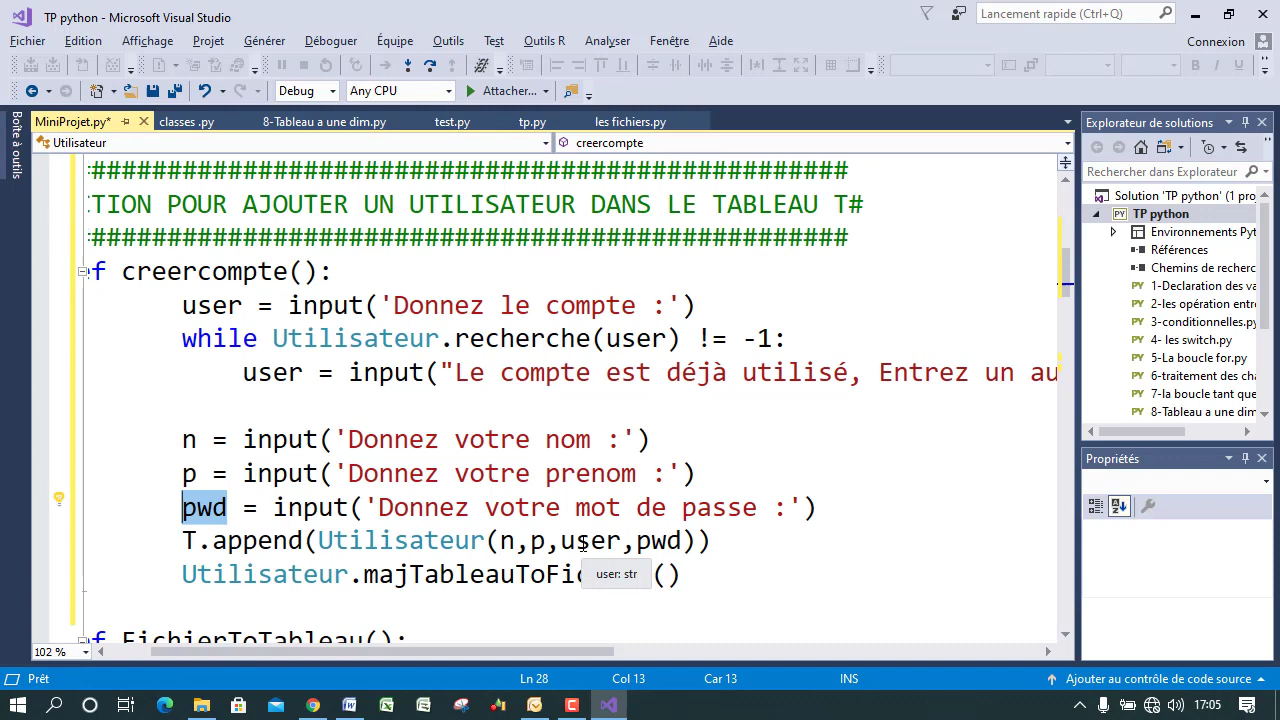 TP python - Microsoft Visual Studio
Lancement rapide (Ctrl+Q)
Fichier Edition Affichage Projet Générer Déboguer Équipe Outils Test Outils R Analyser Fenêtre Aide Connexion
Debug Any CPU Attacher...
Boîte à outils
MiniProjet.py* classes .py 8-Tableau a une dim.py test.py tp.py les fichiers.py
Utilisateur creercompte
##################################################
CTION POUR AJOUTER UN UTILISATEUR DANS LE TABLEAU T#
##################################################
ef creercompte():
user = input('Donnez le compte :')
while Utilisateur.recherche(user) != -1:
user = input("Le compte est déjà utilisé, Entrez un au
n = input('Donnez votre nom :')
p = input('Donnez votre prenom :')
pwd = input('Donnez votre mot de passe :')
T.append(Utilisateur(n,p,user,pwd))
Utilisateur.majTableauToFic ()
user: str
ef FichierToTableau():
102 %
Explorateur de solutions
Rechercher dans Explorateur
Solution 'TP python' (1 pro
TP python
Environnements Pyt
Références
Chemins de recherc
1-Declaration des va
2-les opération entre
3-conditionnelles.py
4- les switch.py
5-La boucle for.py
6-traitement des cha
7-la boucle tant que
8-Tableau a une dim
Propriétés
Prêt Ln 28 Col 13 Car 13 INS Ajouter au contrôle de code source
17:05